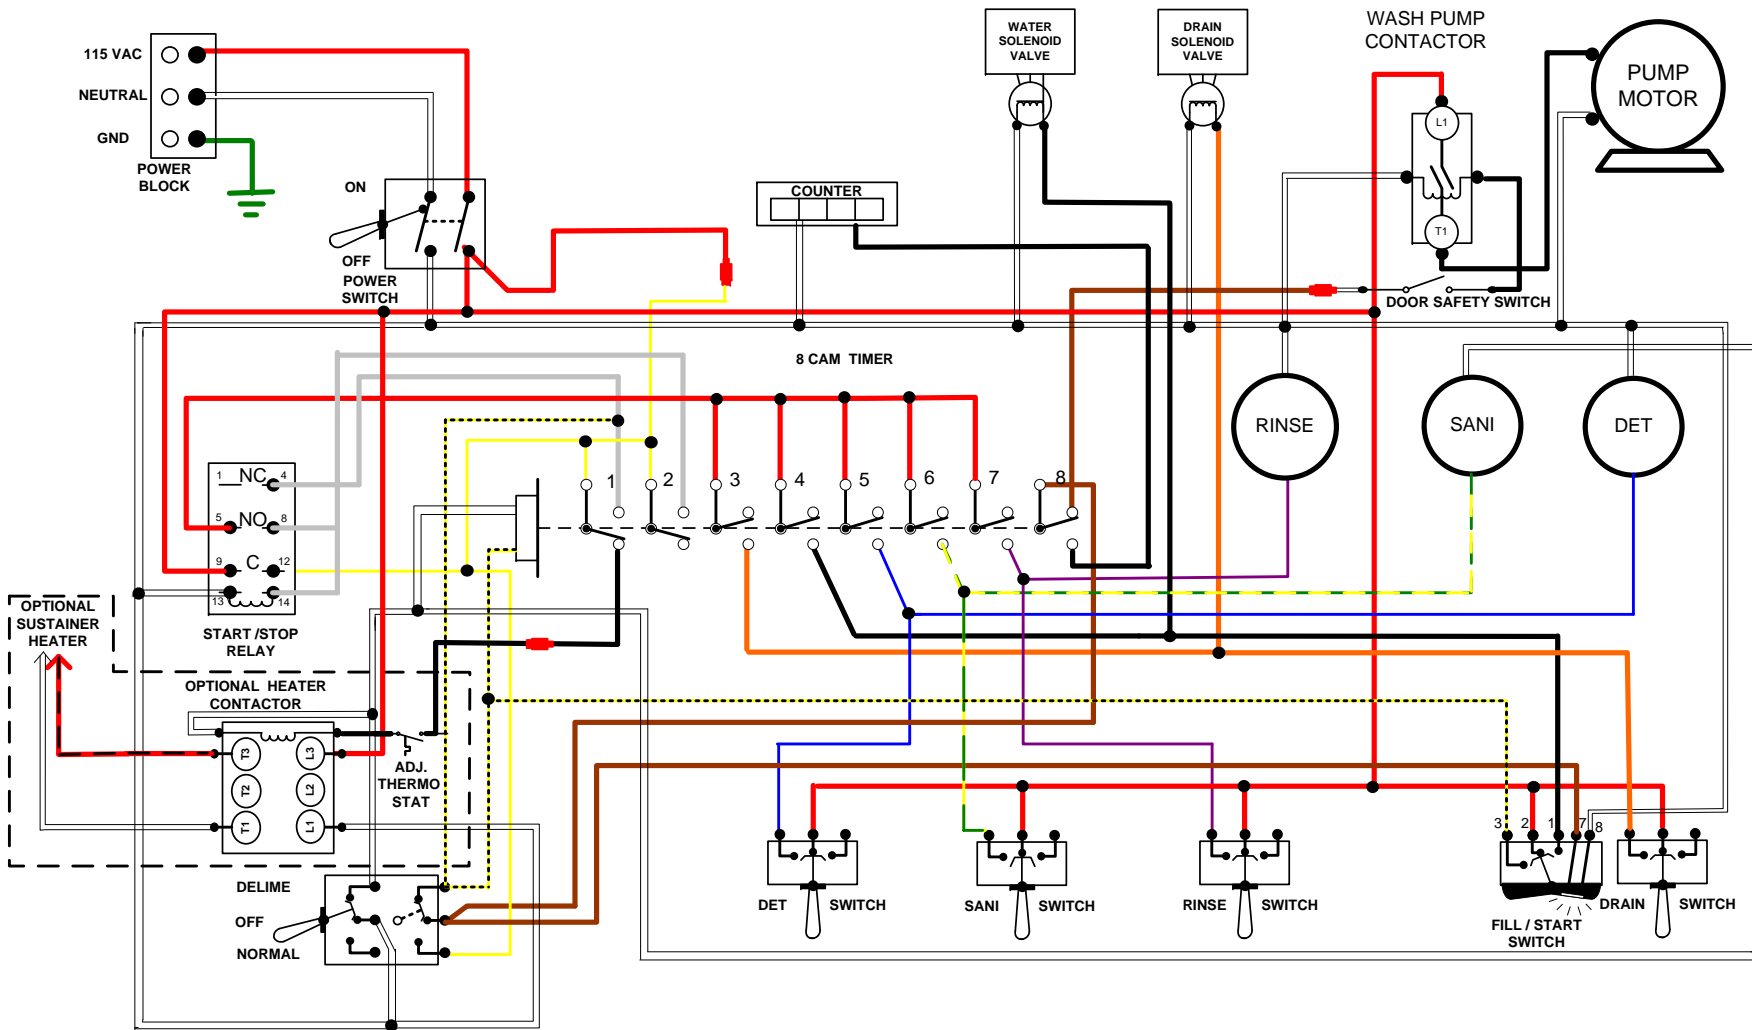 115 VAC
NEUTRAL
GND
POWER
BLOCK
ON
OFF
POWER
SWITCH
COUNTER
WATER
SOLENOID
VALVE
DRAIN
SOLENOID
VALVE
WASH PUMP
CONTACTOR
L1
T1
PUMP
MOTOR
DOOR SAFETY SWITCH
8 CAM TIMER
RINSE
SANI
DET
1 2 3 4 5 6 7 8
1 NC 4
5 NO 8
9 C 12
13 14
START /STOP
RELAY
OPTIONAL
SUSTAINER
HEATER
OPTIONAL HEATER
CONTACTOR
T3 L3
T2 L2
T1 L1
ADJ.
THERMO
STAT
DELIME
OFF
NORMAL
DET SWITCH
SANI SWITCH
RINSE SWITCH
3 2 1 7 8
FILL / START
SWITCH
DRAIN SWITCH